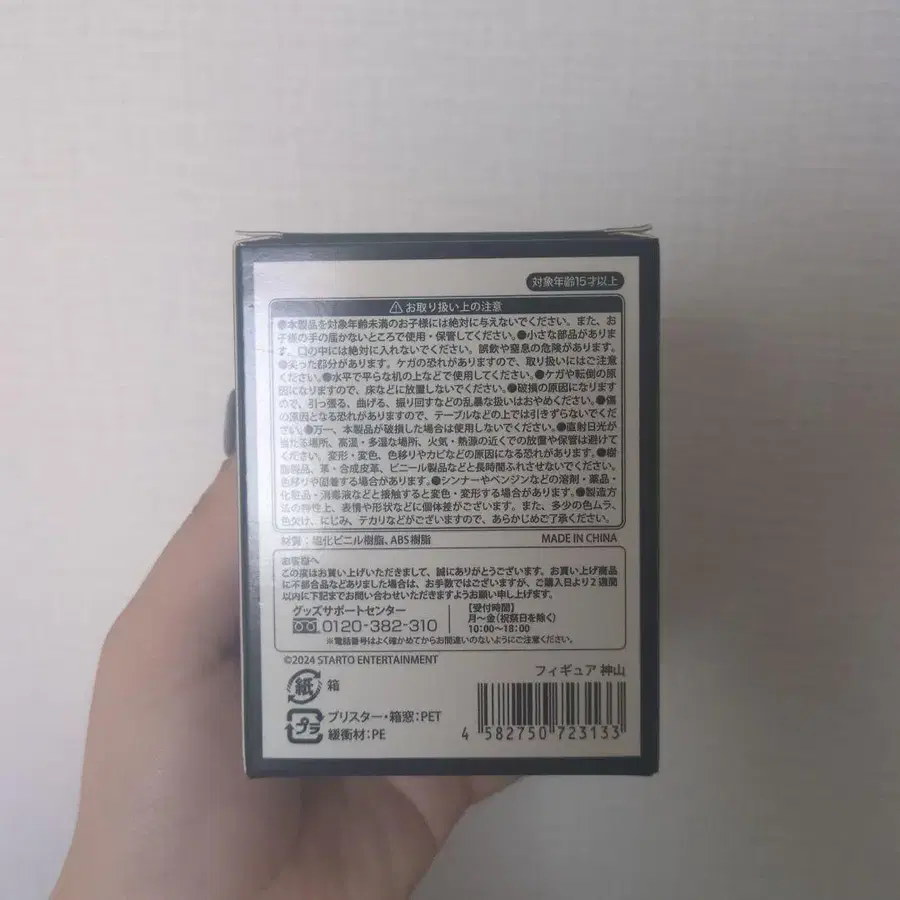 対象年齢15才以上
⚠お取り扱い上の注意
●本製品を対象年齢未満のお子様には絶対に与えないでください。また、お
子様の手の届かないところで使用・保管してください。●小さな部品がありま
す。口の中には絶対に入れないでください。誤飲や窒息の危険があります。
●尖った部分があります。ケガの恐れがありますので、取り扱いにはご注意
ください。●水平で平らな机の上などで使用してください。●ケガや転倒の原
因になりますので、床などに放置しないでください。●破損の原因になります
ので、引っ張る、曲げる、振り回すなどの乱暴な扱いはおやめください。●傷
の原因となる恐れがありますので、テーブルなどの上では引きずらないでくだ
さい。●万一、本製品が破損した場合は使用しないでください。●直射日光が
当たる場所、高温・多湿な場所、火気・熱源の近くでの放置や保管は避けて
ください。変形・変色、色移りやカビなどの原因になる恐れがあります。●樹
脂製品、革・合成皮革、ビニール製品などと長時間ふれさせないでください。
色移りや固着する場合があります。●シンナーやベンジンなどの溶剤・薬品・
化粧品・消毒液などと接触すると変色・変形する場合があります。●製造方
法の特性上、表情や形状などに個体差がございます。また、多少の色ムラ、
色欠け、にじみ、テカリなどがございますので、あらかじめご了承ください。
材質：塩化ビニル樹脂、ABS樹脂 MADE IN CHINA
お客様へ
この度はお買い上げいただきまして、誠にありがとうございます。お買い上げ商品
に不都合品などありました場合は、お手数ではございますが、ご購入日より2週間
以内に下記までお問い合わせいただきますようお願い申し上げます。
グッズサポートセンター
0120-382-310
【受付時間】
月〜金(祝祭日を除く)
10:00〜18:00
※電話番号はよく確かめてからお間違いのないようにご注意ください。
©2024 STARTO ENTERTAINMENT
フィギュア 神山
紙 箱
プラ ブリスター・箱窓：PET
緩衝材：PE
4 582750 723133